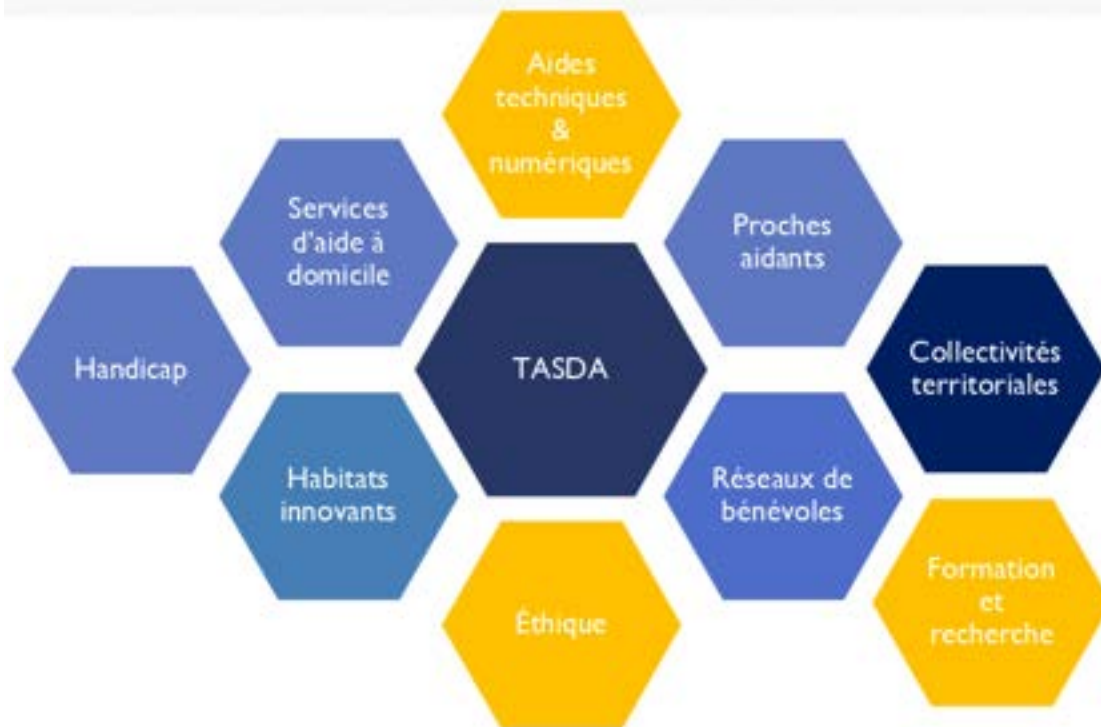 Aides
techniques
&
numériques
Services
d'aide à
domicile
Proches
aidants
Handicap
TASDA
Collectivités
territoriales
Habitats
innovants
Réseaux de
bénévoles
Éthique
Formation
et
recherche